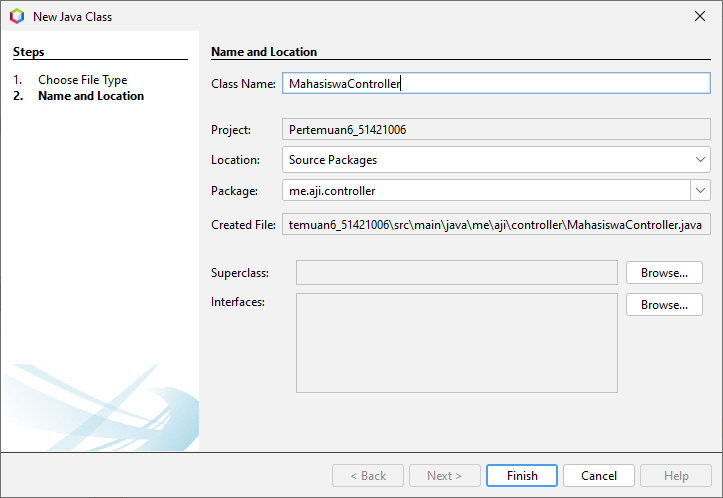 New Java Class
Steps
1. Choose File Type
2. Name and Location
Name and Location
Class Name: MahasiswaController
Project: Pertemuan6_51421006
Location: Source Packages
Package: me.aji.controller
Created File: temuan6_51421006\src\main\java\me\aji\controller\MahasiswaController.java
Superclass: Browse...
Interfaces: Browse...
< Back Next > Finish Cancel Help